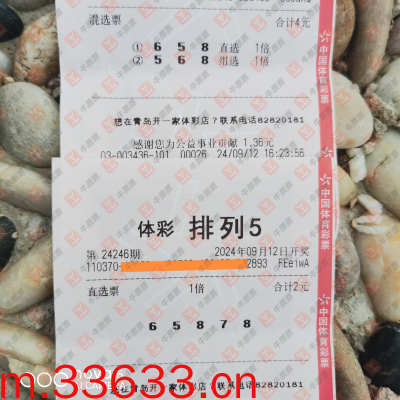 混选票 合计4元
① 6 5 8 直选 1倍
② 5 6 8 组选 1倍
想在青岛开一家体彩店？联系电话82820181
感谢您为公益事业贡献 1.36元
03-003436-101 00026 24/09/12 16:23:56
中国体育彩票
体彩 排列5
第 24246期 2024年09月12日开奖
110370- 2893 FEeiwA
直选票 1倍 合计2元
6 5 8 7 8
中国体育彩票
中国体育彩票
想在青岛开一家体彩店？联系电话82820181
m.33633.cn